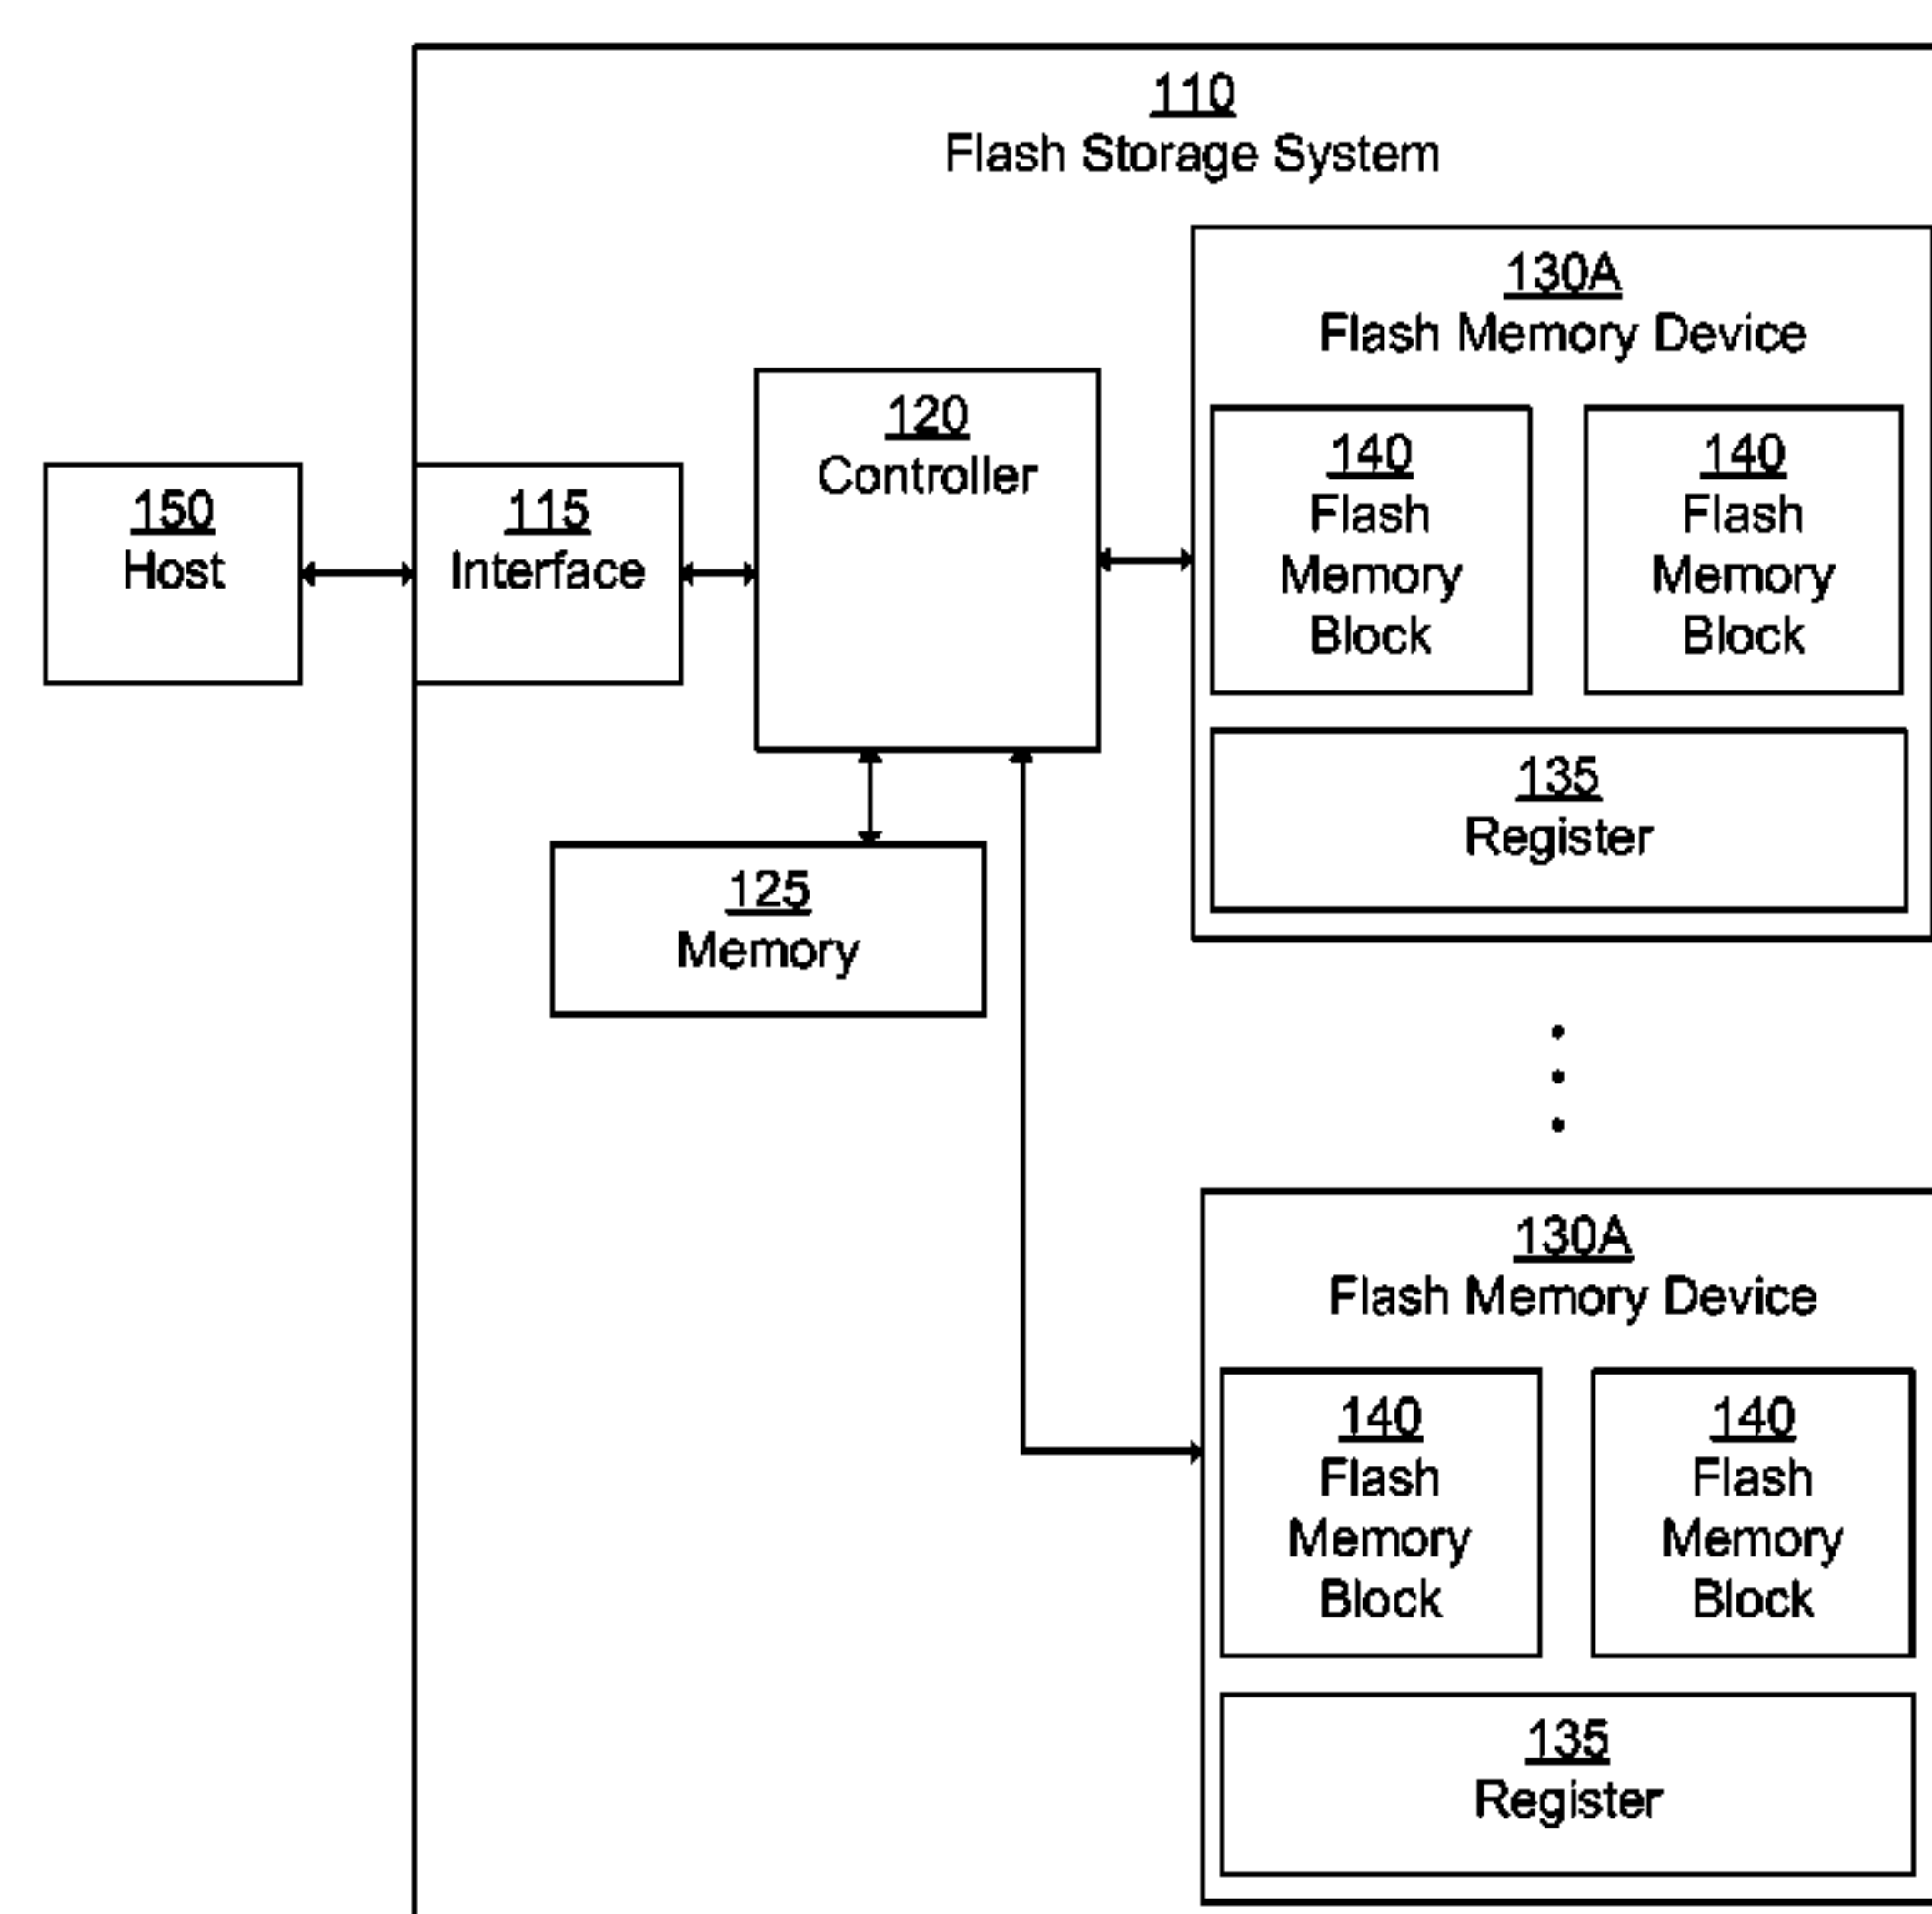 110
Flash Storage System
130A
Flash Memory Device
120
Controller
140
Flash
Memory
Block
140
Flash
Memory
Block
150
Host
115
Interface
135
Register
125
Memory
130A
Flash Memory Device
140
Flash
Memory
Block
140
Flash
Memory
Block
135
Register